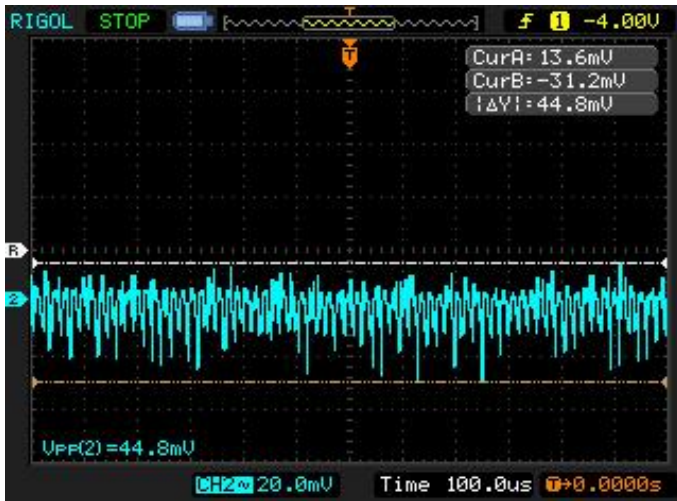 RIGOL STOP T f 1 -4.00V
T
CurA= 13.6mV
CurB=-31.2mV
|ΔY|=44.8mV
R
2
Vpp(2)=44.8mV
CH2~ 20.0mV Time 100.0us T→0.0000s